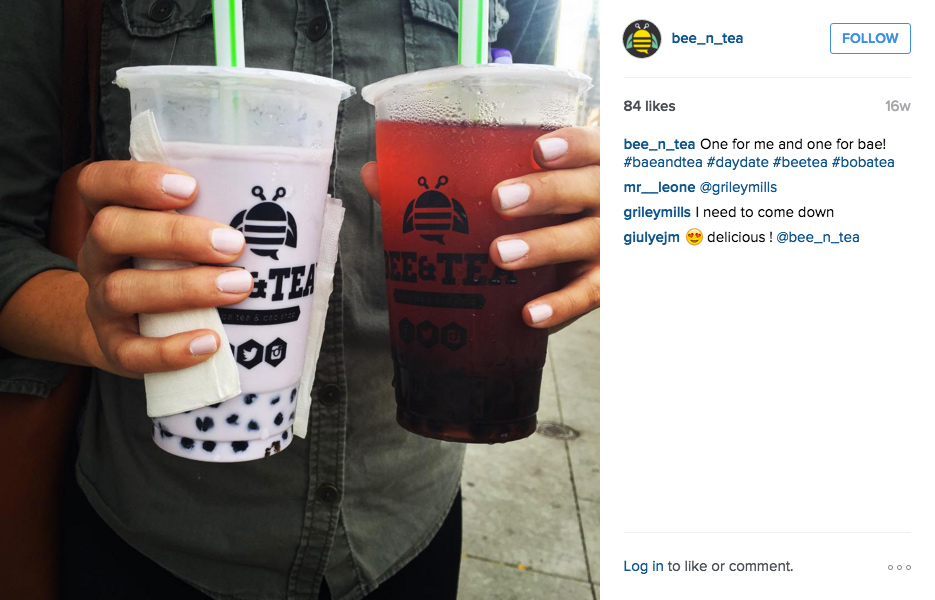 bee_n_tea
FOLLOW
84 likes
16w
bee_n_tea One for me and one for bae!
#baeandtea #daydate #beetea #bobatea
mr__leone @grileymills
grileymills I need to come down
giulyejm 😍 delicious ! @bee_n_tea
Log in to like or comment.
&TEA
BEE&TEA